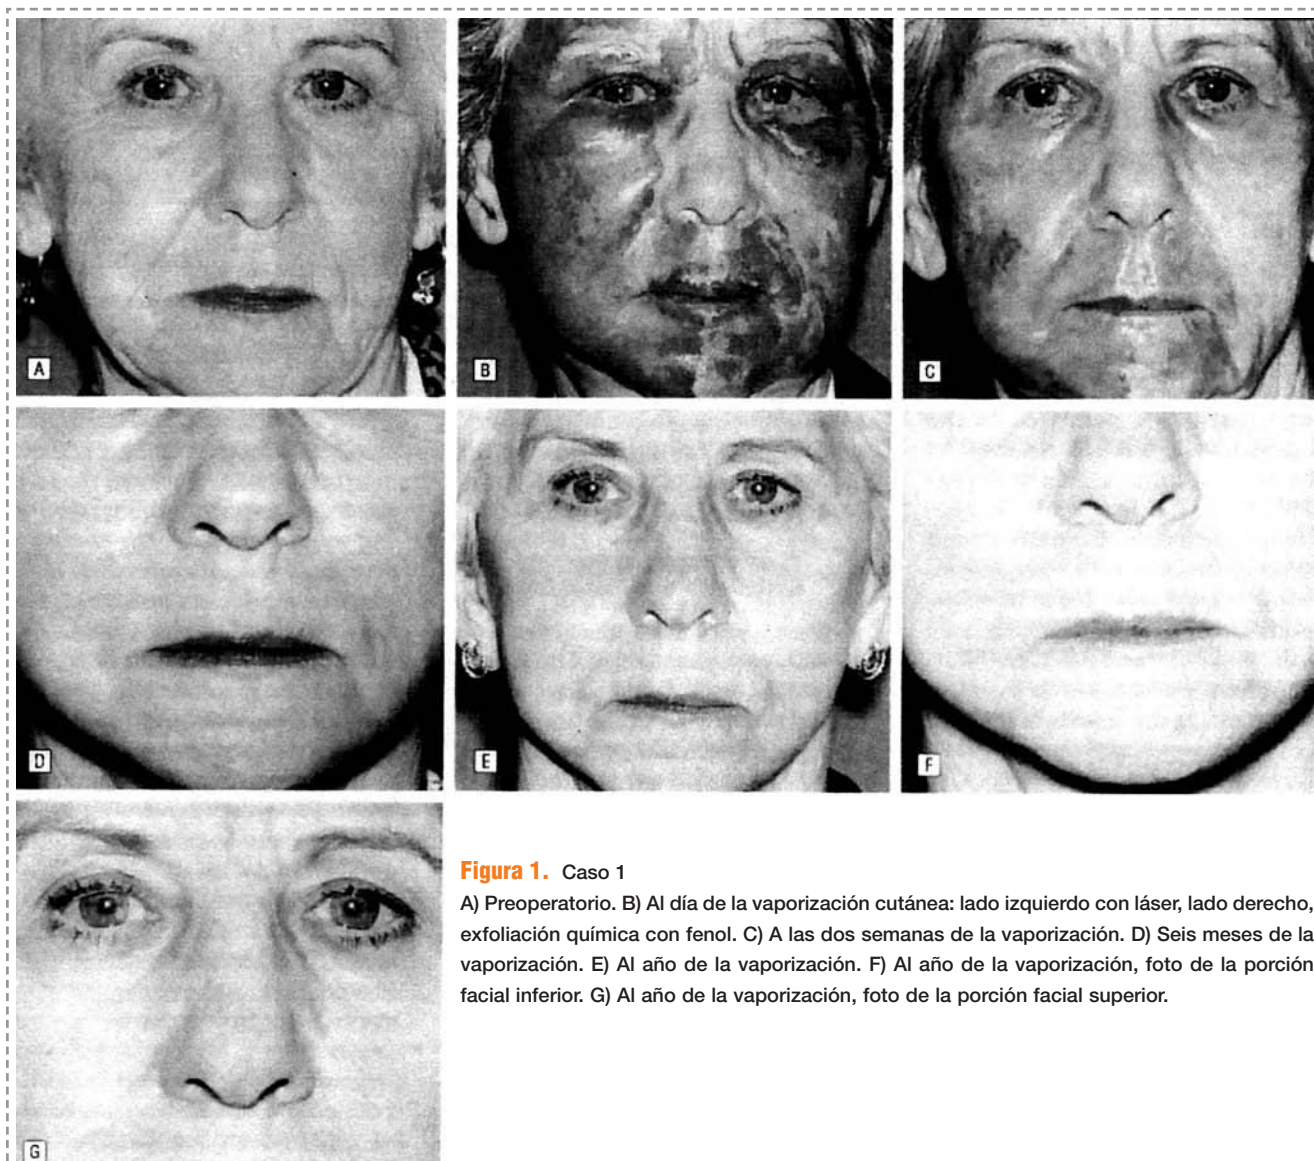 A
B
C
D
E
F
G
Figura 1. Caso 1
A) Preoperatorio. B) Al día de la vaporización cutánea: lado izquierdo con láser, lado derecho,
exfoliación química con fenol. C) A las dos semanas de la vaporización. D) Seis meses de la
vaporización. E) Al año de la vaporización. F) Al año de la vaporización, foto de la porción
facial inferior. G) Al año de la vaporización, foto de la porción facial superior.